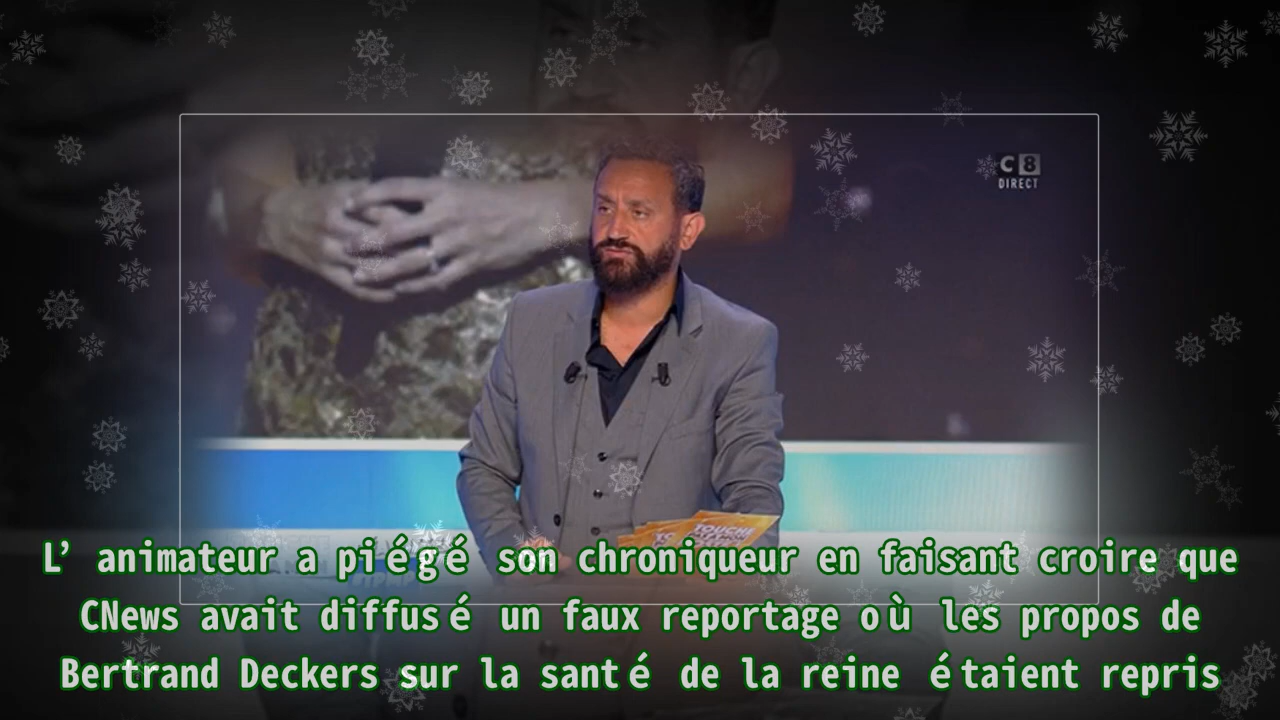 C8
DIRECT
TOUCHE
L’ animateur a piégé son chroniqueur en faisant croire que
CNews avait diffusé un faux reportage où les propos de
Bertrand Deckers sur la santé de la reine étaient repris